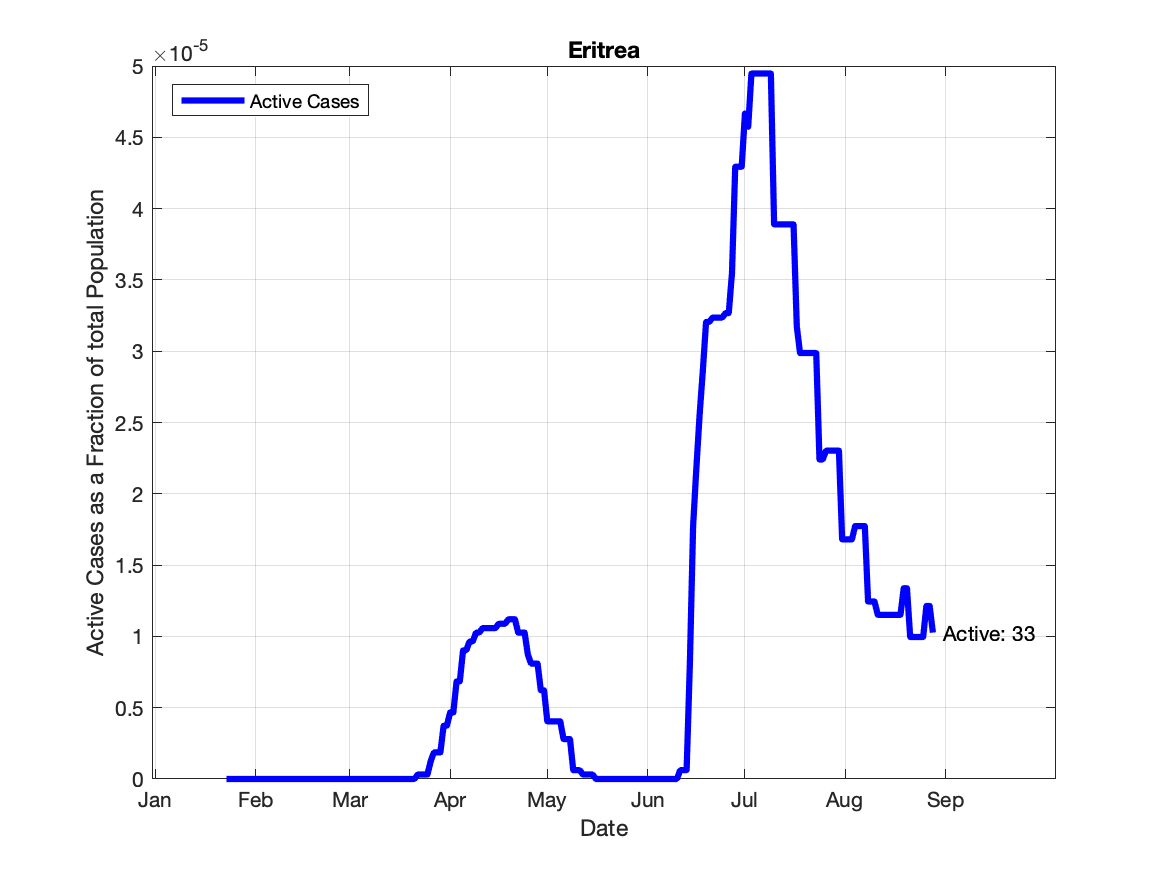 Eritrea
×10-5
Active Cases
5
4.5
4
3.5
3
2.5
2
1.5
1
0.5
0
Active Cases as a Fraction of total Population
Active: 33
Jan Feb Mar Apr May Jun Jul Aug Sep
Date